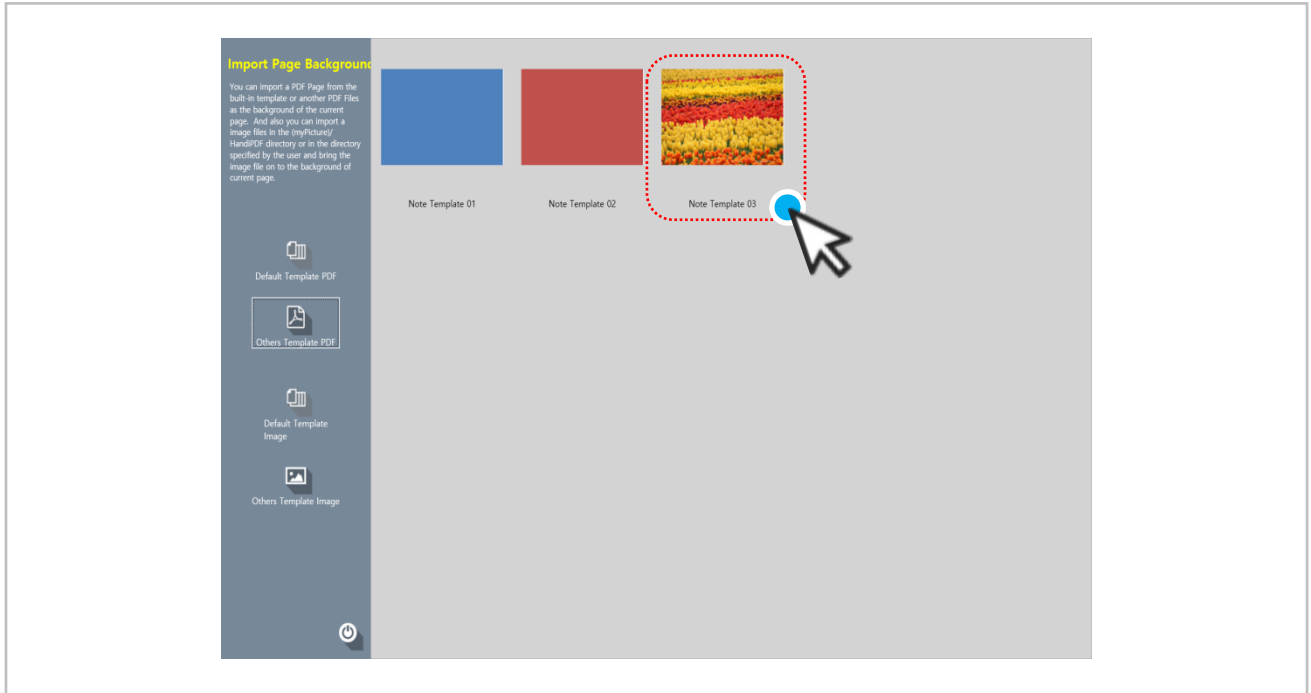 Import Page Background
You can import a PDF Page from the
built-in template or another PDF Files
as the background of the current
page. And also you can import a
image files in the (myPicture)/
HandiPDF directory or in the directory
specified by the user and bring the
image file on to the background of
current page.
Default Template PDF
Others Template PDF
Default Template
Image
Others Template Image
Note Template 01
Note Template 02
Note Template 03